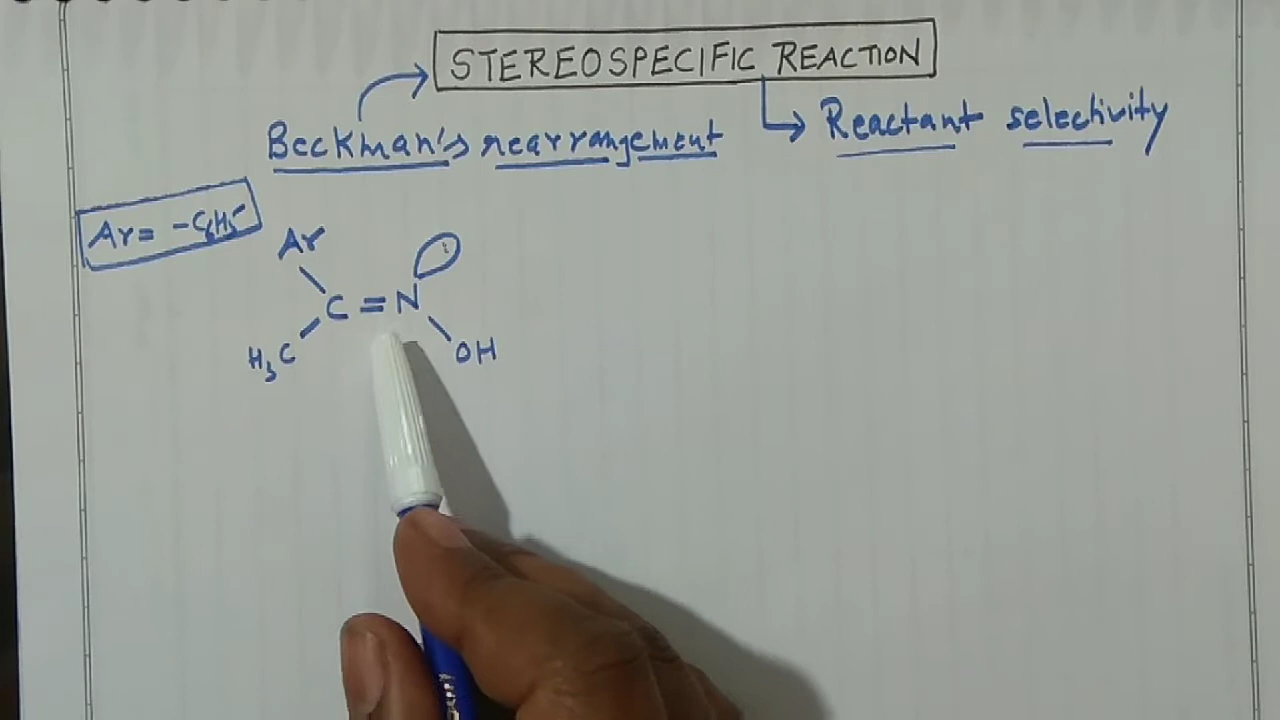 STEREOSPECIFIC REACTION
Beckman's rearrangement
Reactant selectivity
Ar = -C6H5
Ar
C = N
H3C
OH